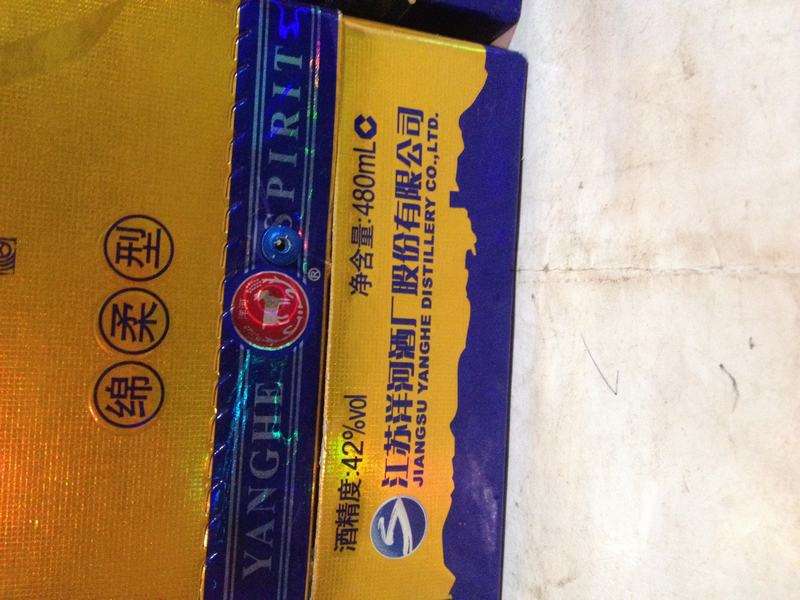 绵柔型
YANGHE SPIRIT
®
酒精度:42%vol 净含量:480mL
江苏洋河酒厂股份有限公司
JIANGSU YANGHE DISTILLERY CO.,LTD.